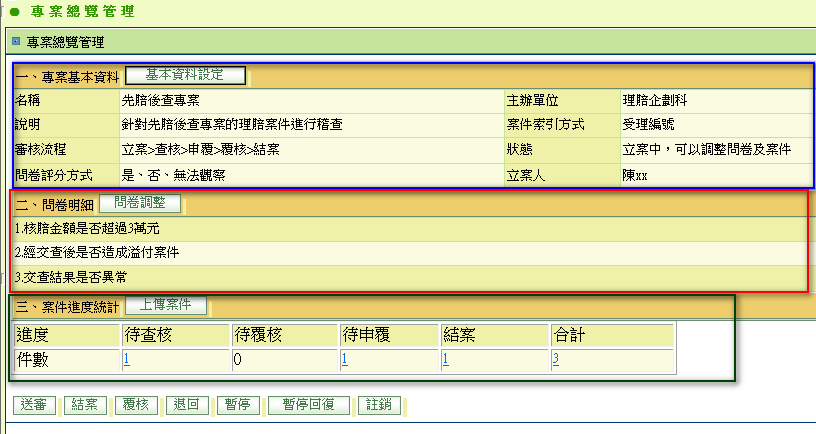 專案總覽管理
專案總覽管理
一、專案基本資料 基本資料設定
名稱 先賠後查專案 主辦單位 理賠企劃科
說明 針對先賠後查專案的理賠案件進行稽查 案件索引方式 受理編號
審核流程 立案>查核>申覆>覆核>結案 狀態 立案中，可以調整問卷及案件
問卷評分方式 是、否、無法觀察 立案人 陳xx
二、問卷明細 問卷調整
1.核賠金額是否超過3萬元
2.經交查後是否造成溢付案件
3.交查結果是否異常
三、案件進度統計 上傳案件
進度 待查核 待覆核 待申覆 結案 合計
件數 1 0 1 1 3
送審 結案 覆核 退回 暫停 暫停回復 註銷